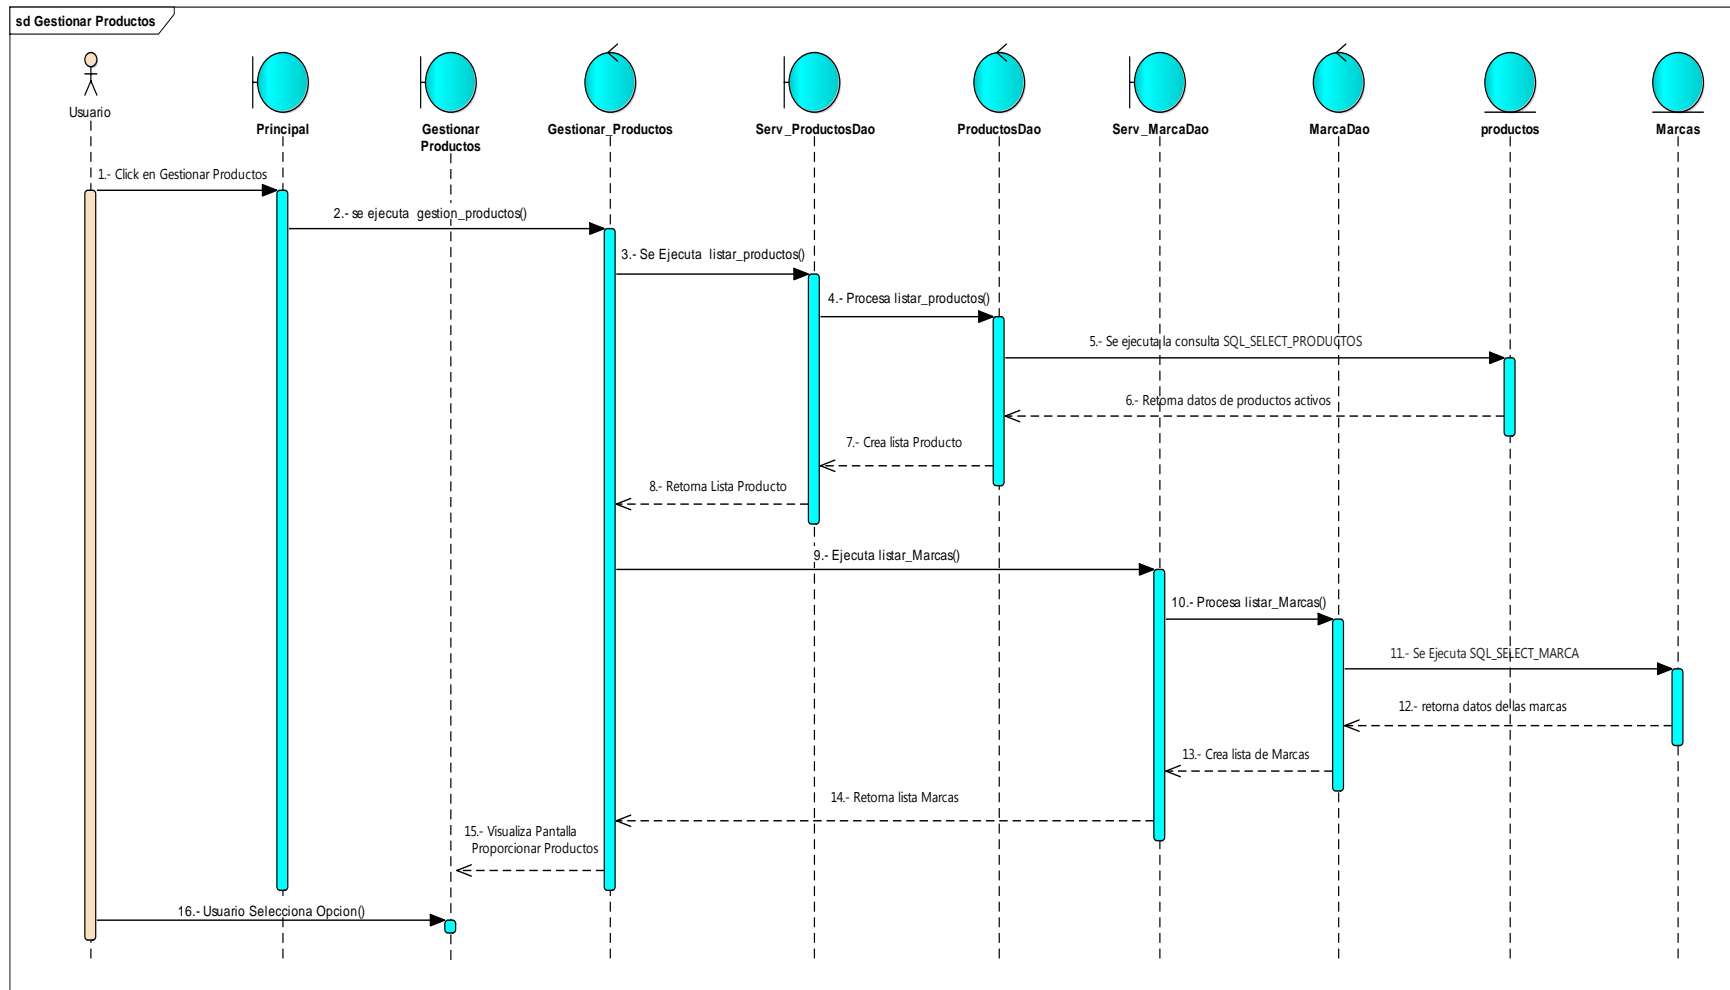 sd Gestionar Productos
Usuario
Principal
Gestionar
Productos
Gestionar_Productos
Serv_ProductosDao
ProductosDao
Serv_MarcaDao
MarcaDao
productos
Marcas
1.- Click en Gestionar Productos
2.- se ejecuta gestion_productos()
3.- Se Ejecuta listar_productos()
4.- Procesa listar_productos()
5.- Se ejecuta la consulta SQL_SELECT_PRODUCTOS
6.- Retorna datos de productos activos
7.- Crea lista Producto
8.- Retorna Lista Producto
9.- Ejecuta listar_Marcas()
10.- Procesa listar_Marcas()
11.- Se Ejecuta SQL_SELECT_MARCA
12.- retorna datos de las marcas
13.- Crea lista de Marcas
14.- Retorna lista Marcas
15.- Visualiza Pantalla
Proporcionar Productos
16.- Usuario Selecciona Opcion()